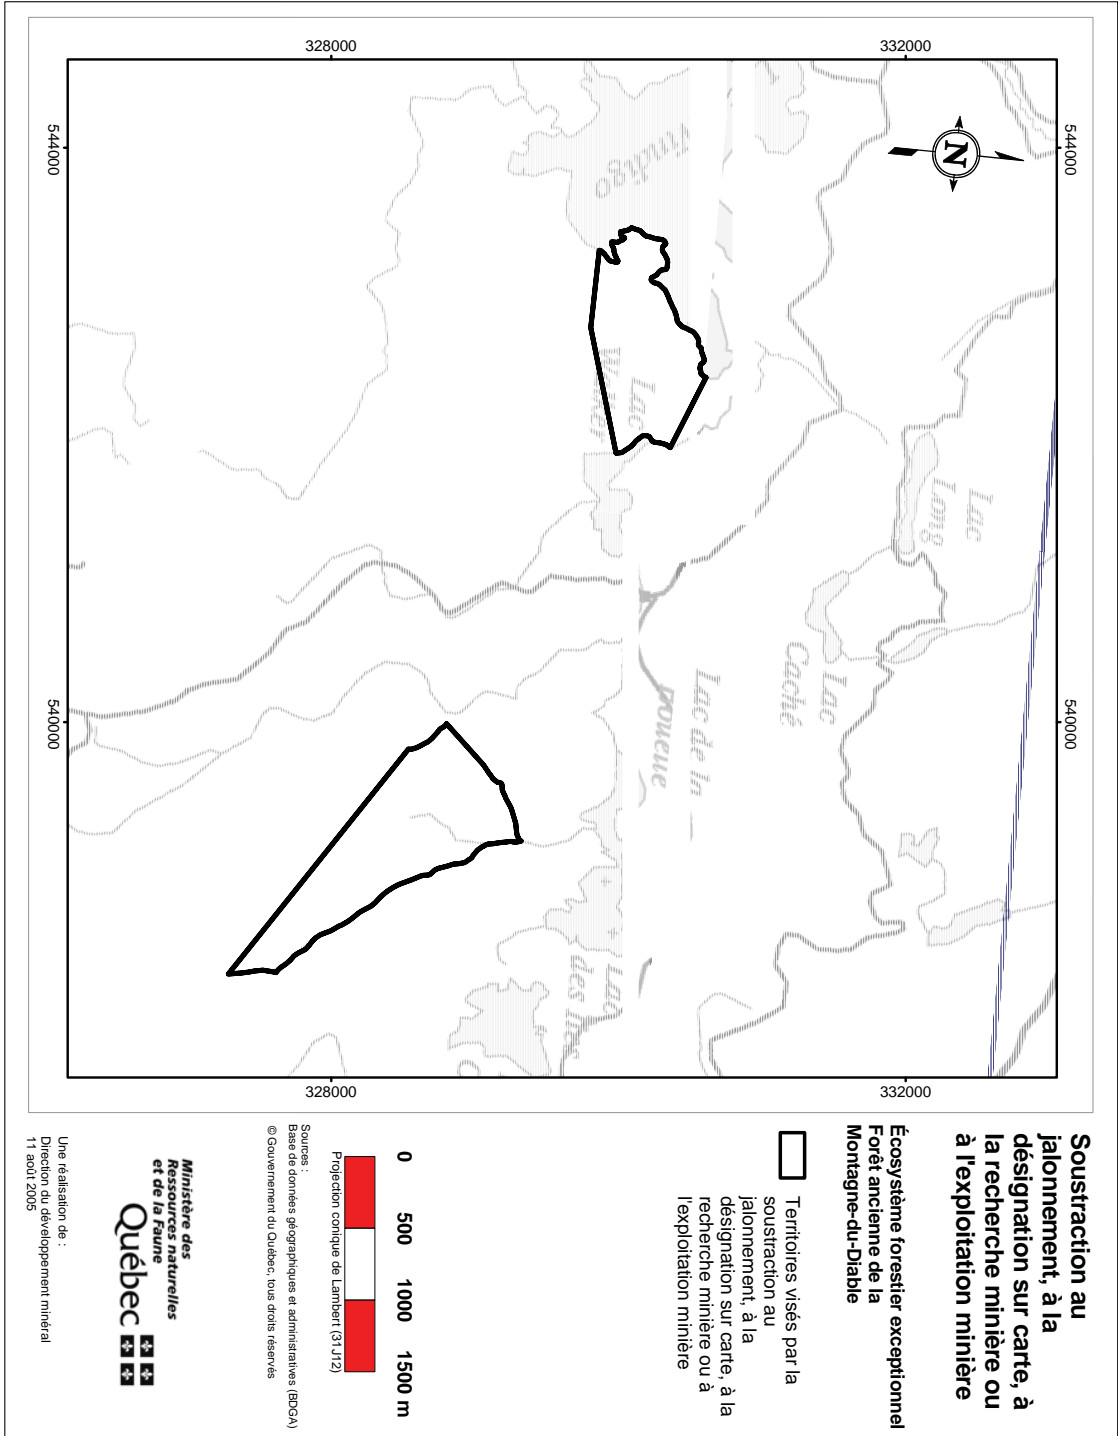 Soustraction au
jalonnement, à la
désignation sur carte, à
la recherche minière ou
à l'exploitation minière
Écosystème forestier exceptionnel
Forêt ancienne de la
Montagne-du-Diable
Territoires visés par la
soustraction au
jalonnement, à la
désignation sur carte, à la
recherche minière ou à
l'exploitation minière
0 500 1000 1500 m
Projection conique de Lambert (31J12)
Sources :
Base de données géographiques et administratives (BDGA)
© Gouvernement du Québec, tous droits réservés
Ministère des
Ressources naturelles
et de la Faune
Québec
Une réalisation de :
Direction du développement minéral
11 août 2005
544000
540000
332000
332000
328000
328000
544000
540000
N
Lac
Long
Lac
Caché
Lac de la
Lac
Lac
des